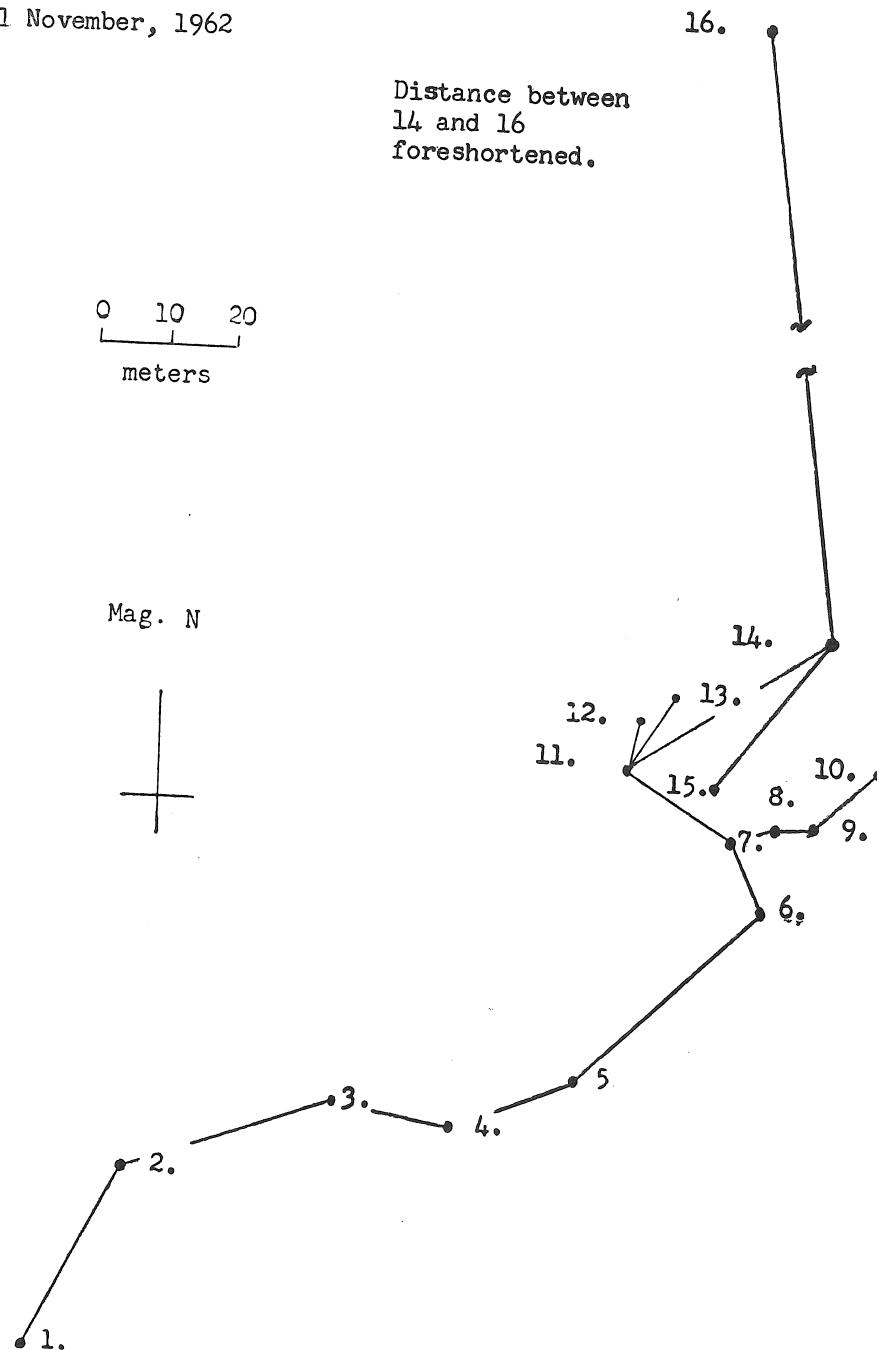 1 November, 1962
16.
Distance between
14 and 16
foreshortened.
0 10 20
meters
Mag. N
14.
13.
12.
11.
15.
10.
8.
7.
9.
6.
5
3.
4.
2.
1.